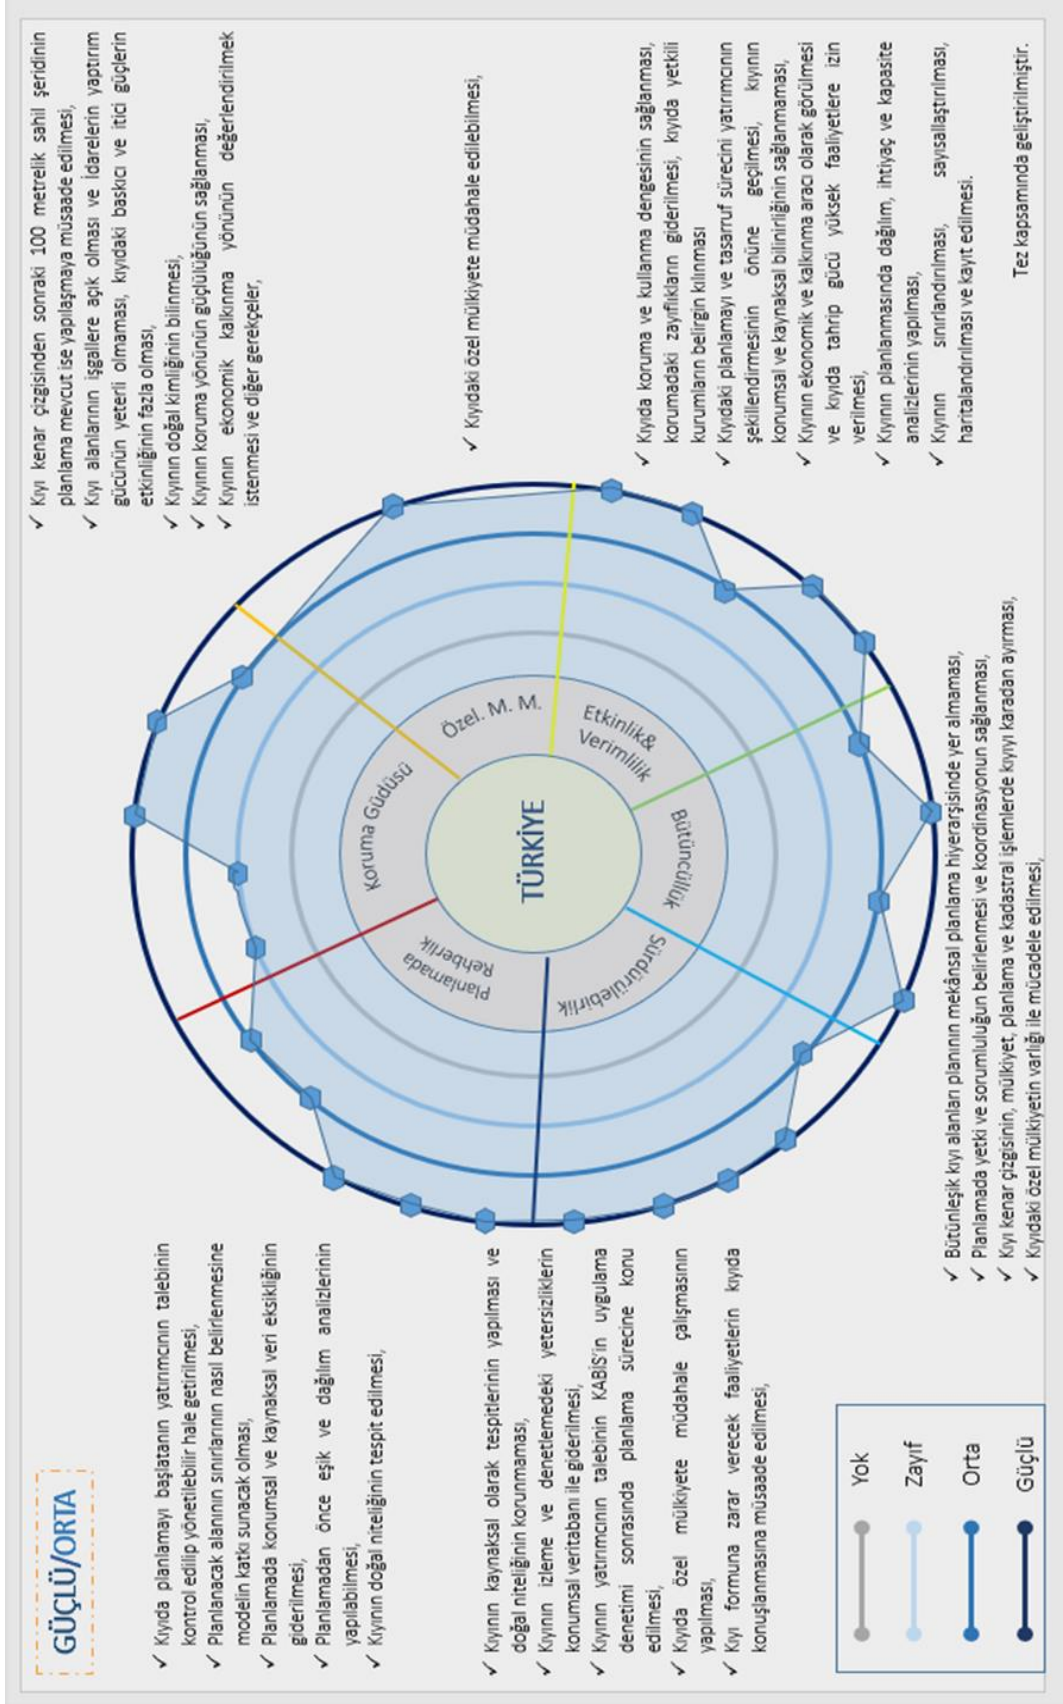 GÜÇLÜ/ORTA
✓ Kıyıda planlamayı başlatanın yatırımcının talebinin
kontrol edilip yönetilebilir hale getirilmesi,
✓ Planlanacak alanının sınırlarının nasıl belirlenmesine
modelin katkı sunacak olması,
✓ Planlamada konumsal ve kaynaksal veri eksikliğinin
giderilmesi,
✓ Planlamadan önce eşik ve dağılım analizlerinin
yapılabilmesi,
✓ Kıyının doğal niteliğinin tespit edilmesi,
✓ Kıyının kaynaksal olarak tespitlerinin yapılması ve
doğal niteliğinin korunmaması,
✓ Kıyının izleme ve denetlemedeki yetersizliklerin
konumsal veritabanı ile giderilmesi,
✓ Kıyının yatırımcının talebinin KABİS'in uygulama
denetimi sonrasında planlama sürecine konu
edilmesi,
✓ Kıyıda özel mülkiyete müdahale çalışmasının
yapılması,
✓ Kıyı formuna zarar verecek faaliyetlerin kıyıda
konuşlanmasına müsaade edilmesi,
Yok
Zayıf
Orta
Güçlü
TÜRKİYE
Planlamada
Rehberlik
Koruma Güdüsü
Özel. M. M.
Etkinlik&
Verimlilik
Bütüncüllük
Sürdürülebirlik
✓ Kıyı kenar çizgisinden sonraki 100 metrelik sahil şeridinin
planlama mevcut ise yapılaşmaya müsaade edilmesi,
✓ Kıyı alanlarının işgallere açık olması ve İdarelerin yaptırım
gücünün yeterli olmaması, kıyıdaki baskıcı ve itici güçlerin
etkinliğinin fazla olması,
✓ Kıyının doğal kimliğinin bilinmesi,
✓ Kıyının koruma yönünün güçlülüğünün sağlanması,
✓ Kıyının ekonomik kalkınma yönünün değerlendirilmek
istenmesi ve diğer gerekçeler,
✓ Kıyıdaki özel mülkiyete müdahale edilebilmesi,
✓ Kıyıda koruma ve kullanma dengesinin sağlanması,
korumadaki zayıflıkların giderilmesi, kıyıda yetkili
kurumların belirgin kılınması
✓ Kıyıdaki planlamayı ve tasarruf sürecini yatırımcının
şekillendirmesinin önüne geçilmesi, kıyının
konumsal ve kaynaksal bilinirliğinin sağlanmaması,
✓ Kıyının ekonomik ve kalkınma aracı olarak görülmesi
ve kıyıda tahrip gücü yüksek faaliyetlere izin
verilmesi,
✓ Kıyının planlanmasında dağılım, ihtiyaç ve kapasite
analizlerinin yapılması,
✓ Kıyının sınırlandırılması, sayısallaştırılması,
haritalandırılması ve kayıt edilmesi.
✓ Bütünleşik kıyı alanları planının mekânsal planlama hiyerarşisinde yer almaması,
✓ Planlamada yetki ve sorumluluğun belirlenmesi ve koordinasyonun sağlanması,
✓ Kıyı kenar çizgisinin, mülkiyet, planlama ve kadastral işlemlerde kıyıyı karadan ayırması,
✓ Kıyıdaki özel mülkiyetin varlığı ile mücadele edilmesi,
Tez kapsamında geliştirilmiştir.